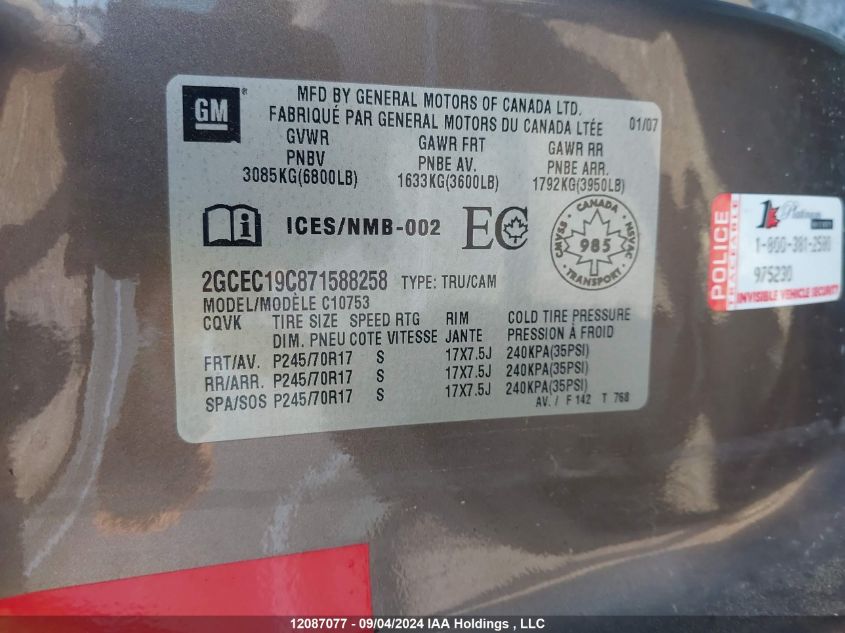 GM
MFD BY GENERAL MOTORS OF CANADA LTD.
FABRIQUÉ PAR GENERAL MOTORS DU CANADA LTÉE
01/07
GVWR GAWR FRT GAWR RR
PNBV PNBE AV. PNBE ARR.
3085KG(6800LB) 1633KG(3600LB) 1792KG(3950LB)
ICES/NMB-002 EC
CANADA
985
NSVAC
CMVSS
2GCEC19C871588258 TYPE: TRU/CAM
MODEL/MODÈLE C10753
CQVK TIRE SIZE SPEED RTG RIM COLD TIRE PRESSURE
DIM. PNEU COTE VITESSE JANTE PRESSION À FROID
FRT/AV. P245/70R17 S 17X7.5J 240KPA(35PSI)
RR/ARR. P245/70R17 S 17X7.5J 240KPA(35PSI)
SPA/SOS P245/70R17 S 17X7.5J 240KPA(35PSI)
AV. / F 142 T 768
POLICE
TRACTABLE
Platinum
975230
INVISIBLE VEHICLE SECURITY
12087077 - 09/04/2024 IAA Holdings , LLC